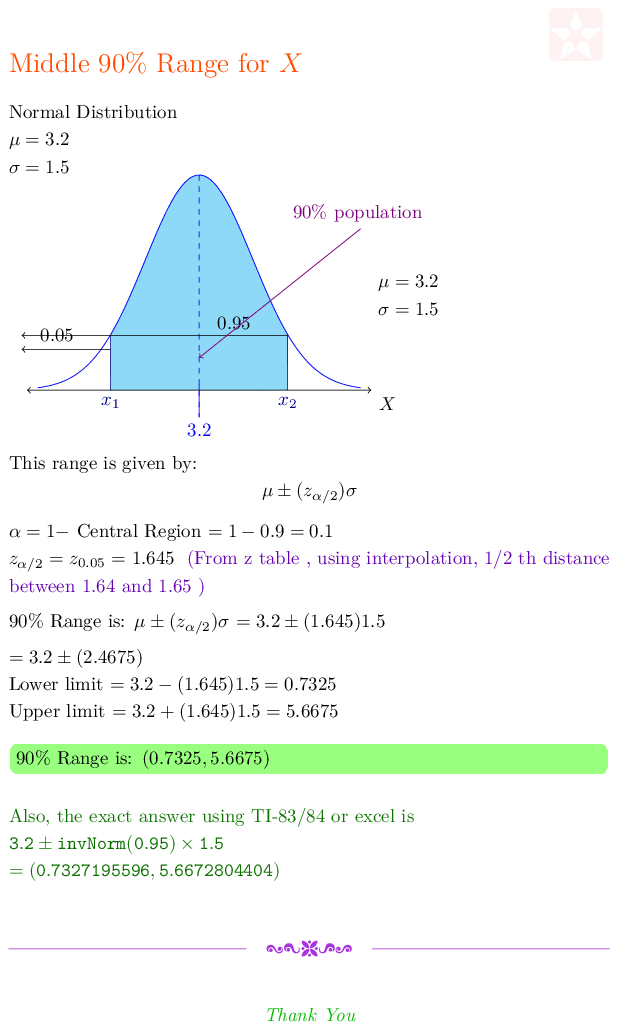 Middle 90% Range for X
Normal Distribution
μ = 3.2
σ = 1.5
90% population
μ = 3.2
σ = 1.5
0.95
0.05
x₁
x₂
X
3.2
This range is given by:
μ ± (z_{α/2})σ
α = 1− Central Region = 1 − 0.9 = 0.1
z_{α/2} = z_{0.05} = 1.645 (From z table , using interpolation, 1/2 th distance
between 1.64 and 1.65 )
90% Range is: μ ± (z_{α/2})σ = 3.2 ± (1.645)1.5
= 3.2 ± (2.4675)
Lower limit = 3.2 − (1.645)1.5 = 0.7325
Upper limit = 3.2 + (1.645)1.5 = 5.6675
90% Range is: (0.7325, 5.6675)
Also, the exact answer using TI-83/84 or excel is
3.2 ± invNorm(0.95) × 1.5
= (0.7327195596, 5.6672804404)
Thank You